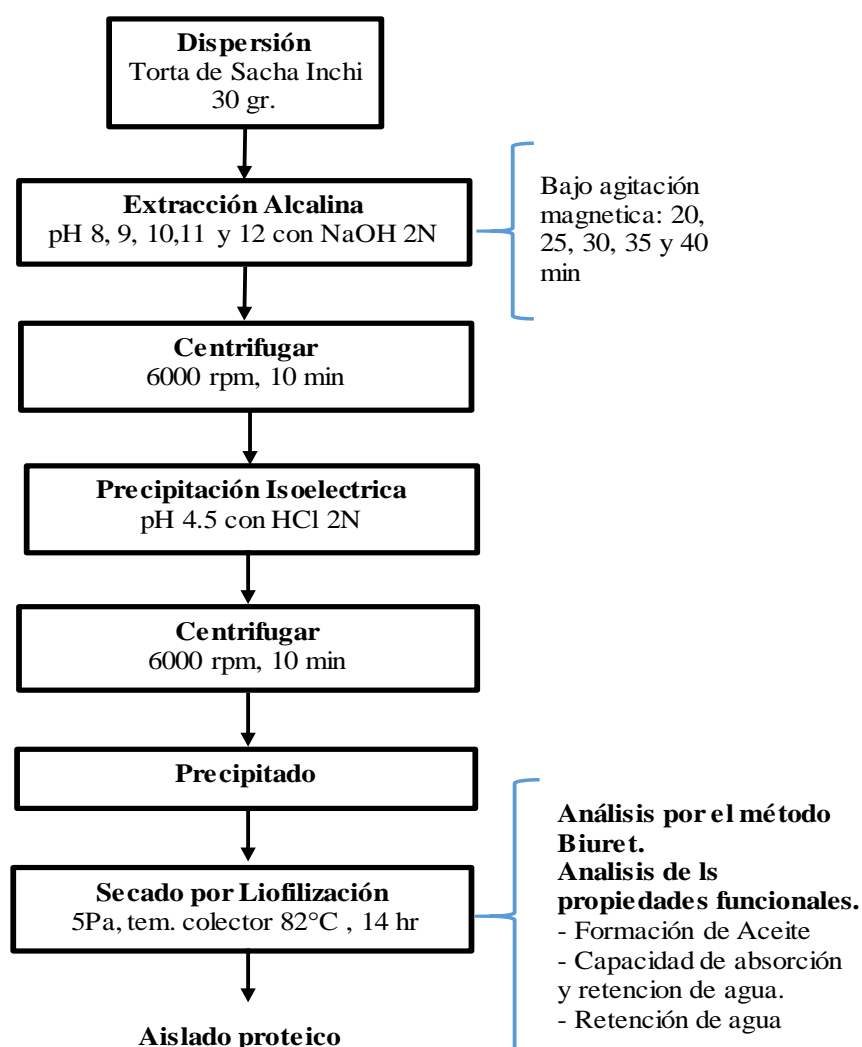 Dispersión
Torta de Sacha Inchi
30 gr.
Extracción Alcalina
pH 8, 9, 10,11 y 12 con NaOH 2N
Bajo agitación
magnetica: 20,
25, 30, 35 y 40
min
Centrifugar
6000 rpm, 10 min
Precipitación Isoelectrica
pH 4.5 con HCl 2N
Centrifugar
6000 rpm, 10 min
Precipitado
Secado por Liofilización
5Pa, tem. colector 82°C , 14 hr
Análisis por el método
Biuret.
Analisis de ls
propiedades funcionales.
- Formación de Aceite
- Capacidad de absorción
y retencion de agua.
- Retención de agua
Aislado proteico